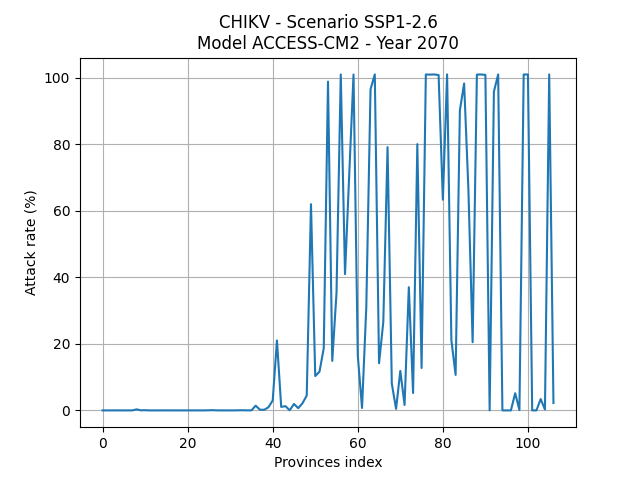 CHIKV - Scenario SSP1-2.6
Model ACCESS-CM2 - Year 2070
100
80
60
40
20
0
Attack rate (%)
0 20 40 60 80 100
Provinces index